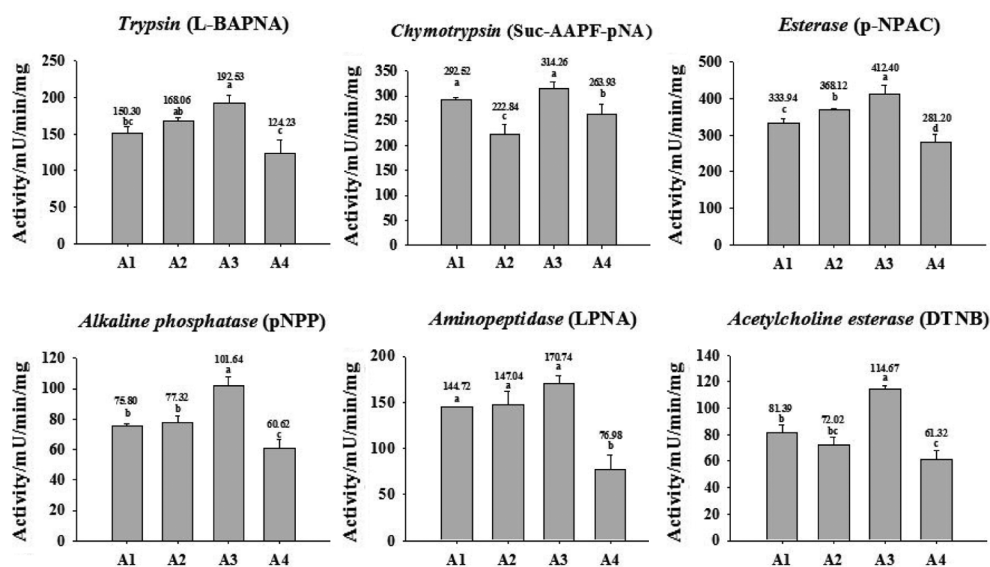 Trypsin (L-BAPNA)
Activity/mU/min/mg
200
150
100
50
0
150.30
bc
168.06
ab
192.53
a
124.23
c
A1 A2 A3 A4
Chymotrypsin (Suc-AAPF-pNA)
Activity/mU/min/mg
400
350
300
250
200
150
100
50
0
292.52
a
222.84
c
314.26
a
263.93
b
A1 A2 A3 A4
Esterase (p-NPAC)
Activity/mU/min/mg
500
400
300
200
100
0
333.94
c
368.12
b
412.40
a
281.20
d
A1 A2 A3 A4
Alkaline phosphatase (pNPP)
Activity/mU/min/mg
120
100
80
60
40
20
0
75.80
b
77.32
b
101.64
a
60.62
c
A1 A2 A3 A4
Aminopeptidase (LPNA)
Activity/mU/min/mg
200
150
100
50
0
144.72
a
147.04
a
170.74
a
76.98
b
A1 A2 A3 A4
Acetylcholine esterase (DTNB)
Activity/mU/min/mg
140
120
100
80
60
40
20
0
81.39
b
72.02
bc
114.67
a
61.32
c
A1 A2 A3 A4